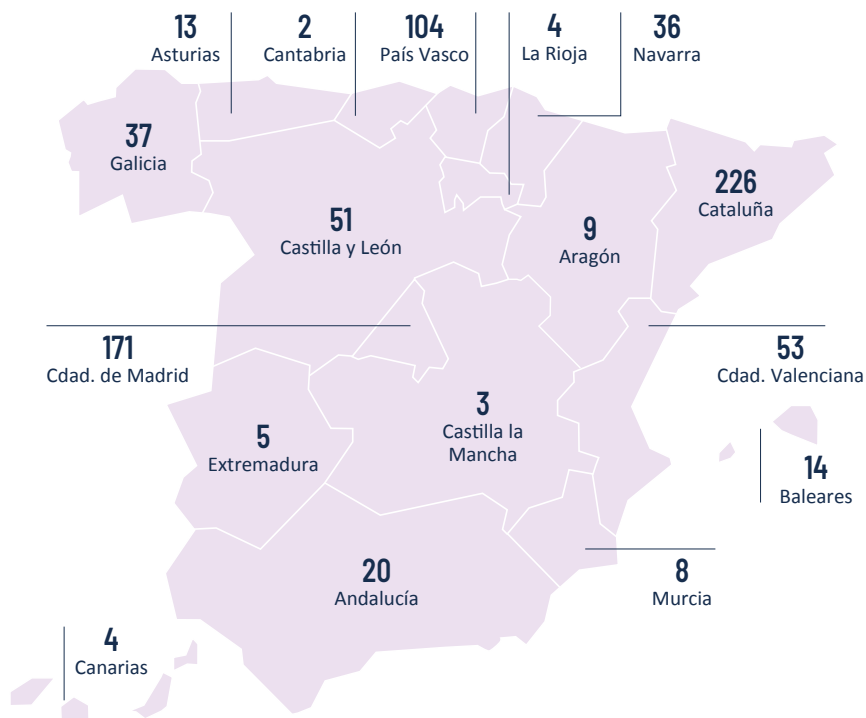 13
Asturias
2
Cantabria
104
País Vasco
4
La Rioja
36
Navarra
37
Galicia
226
Cataluña
51
Castilla y León
9
Aragón
171
Cdad. de Madrid
53
Cdad. Valenciana
3
Castilla la
Mancha
5
Extremadura
14
Baleares
20
Andalucía
8
Murcia
4
Canarias